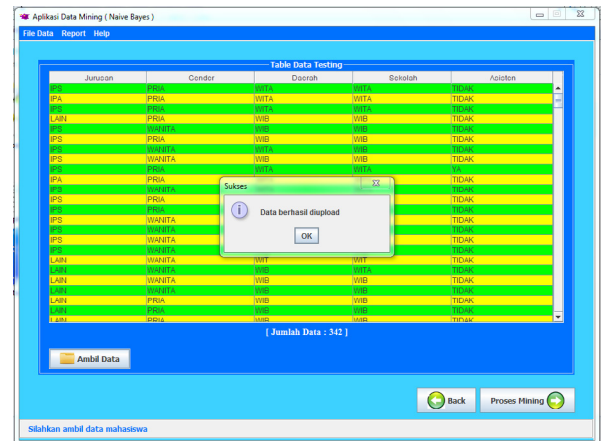 Aplikasi Data Mining ( Naive Bayes )
File Data Report Help
Table Data Testing
Jurusan Gender Daerah Sekolah Asisten
IPS PRIA WITA WITA TIDAK
IPA PRIA WITA WITA TIDAK
IPS PRIA WITA WITA TIDAK
LAIN PRIA WIB WIB TIDAK
IPS WANITA WIB WIB TIDAK
IPS PRIA WIB WIB TIDAK
IPS WANITA WITA WIB TIDAK
IPS WANITA WIB WIB TIDAK
IPS PRIA WITA WITA YA
IPA PRIA TIDAK
IPS WANITA TIDAK
IPS PRIA TIDAK
IPS PRIA TIDAK
IPS WANITA TIDAK
IPS WANITA TIDAK
IPS WANITA TIDAK
IPS WANITA TIDAK
LAIN WANITA WIT WIT TIDAK
LAIN WANITA WIB WITA TIDAK
LAIN WANITA WIB WIB TIDAK
LAIN WANITA WIB WIB TIDAK
LAIN PRIA WIB WIB TIDAK
LAIN PRIA WIB WIB TIDAK
LAIN PRIA WIB WIB TIDAK
Sukses
Data berhasil diupload
OK
[ Jumlah Data : 342 ]
Ambil Data
Back Proses Mining
Silahkan ambil data mahasiswa